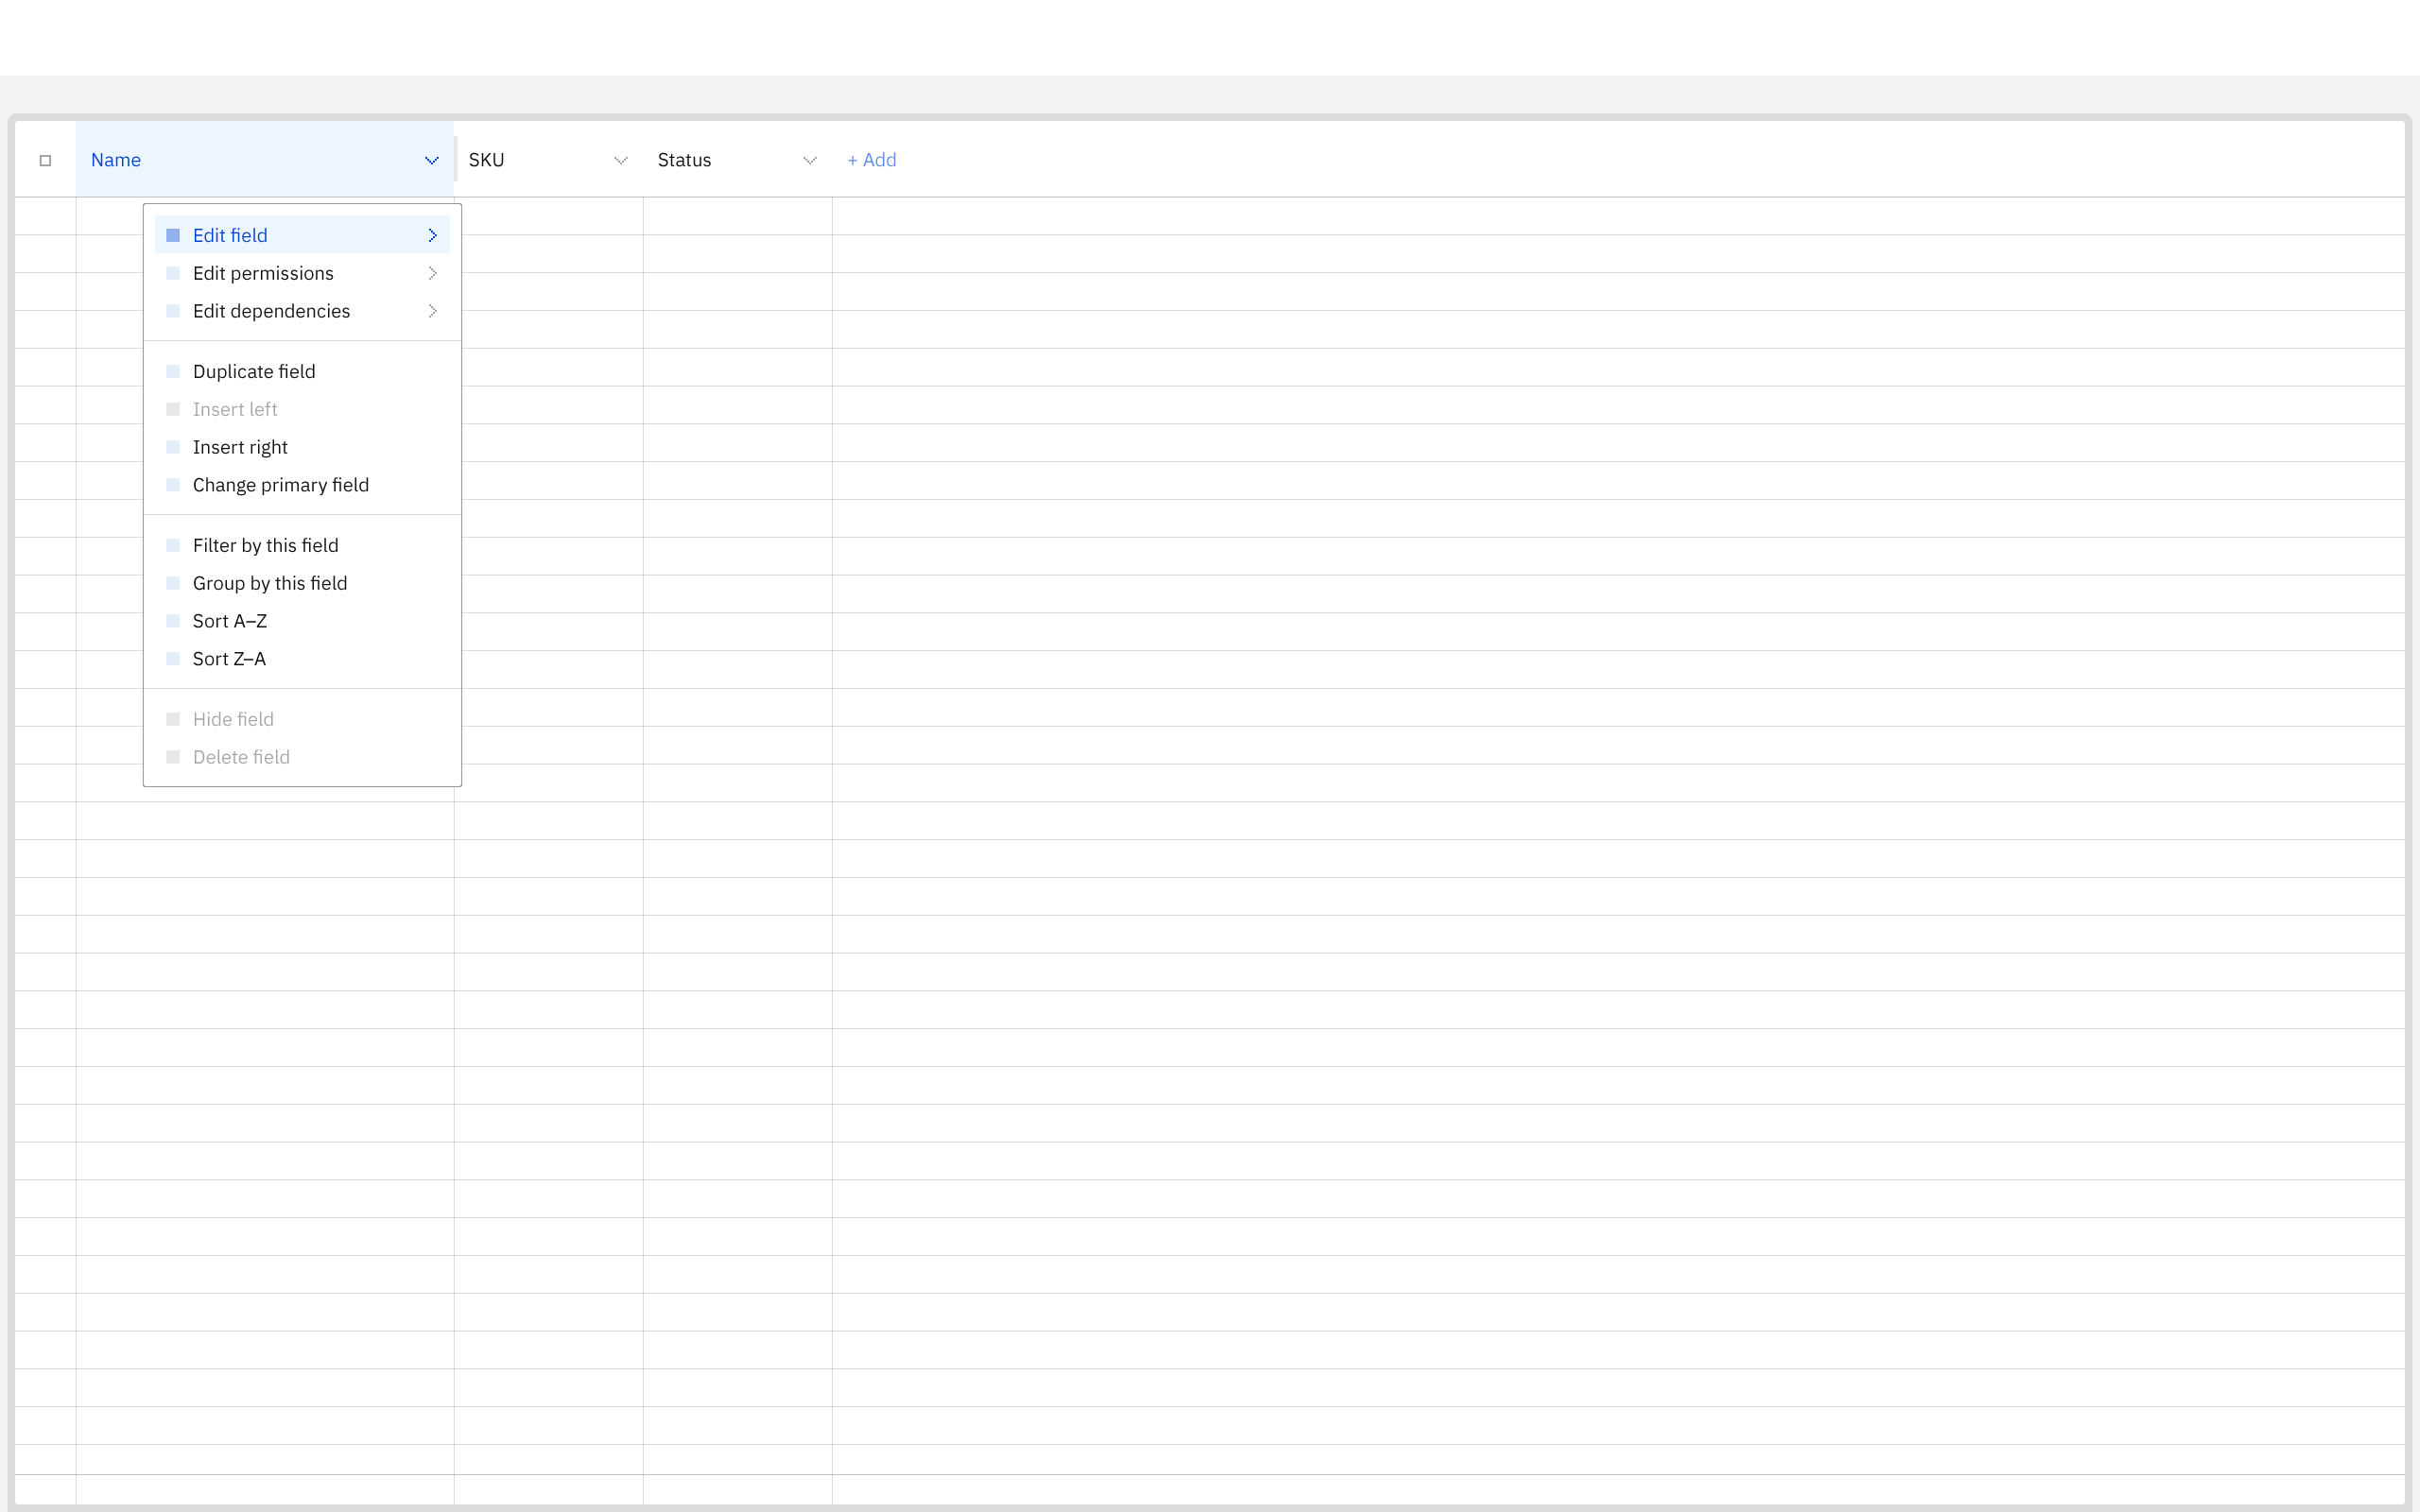 Name
SKU
Status
+ Add
Edit field
Edit permissions
Edit dependencies
Duplicate field
Insert left
Insert right
Change primary field
Filter by this field
Group by this field
Sort A–Z
Sort Z–A
Hide field
Delete field